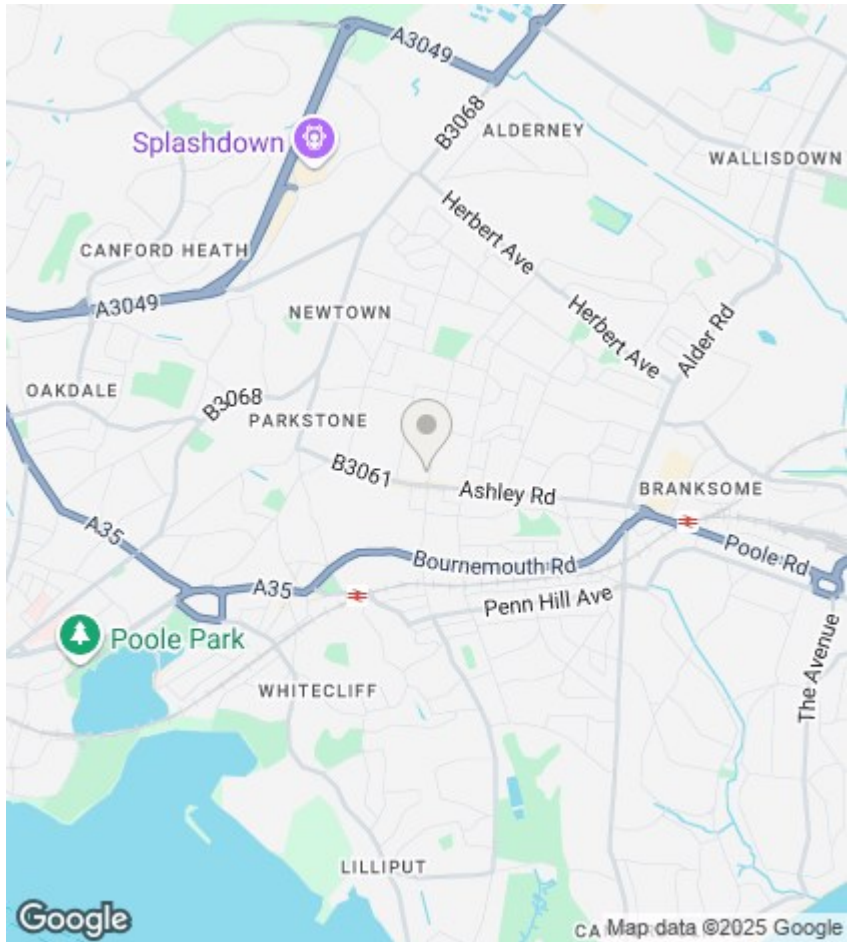 A3049
B3068
ALDERNEY
Splashdown
WALLISDOWN
Herbert Ave
CANFORD HEATH
A3049
NEWTOWN
Herbert Ave
Alder Rd
OAKDALE
B3068
PARKSTONE
B3061
Ashley Rd
BRANKSOME
A35
Bournemouth Rd
Poole Rd
A35
Penn Hill Ave
Poole Park
The Avenue
WHITECLIFF
LILLIPUT
Google
Map data ©2025 Google